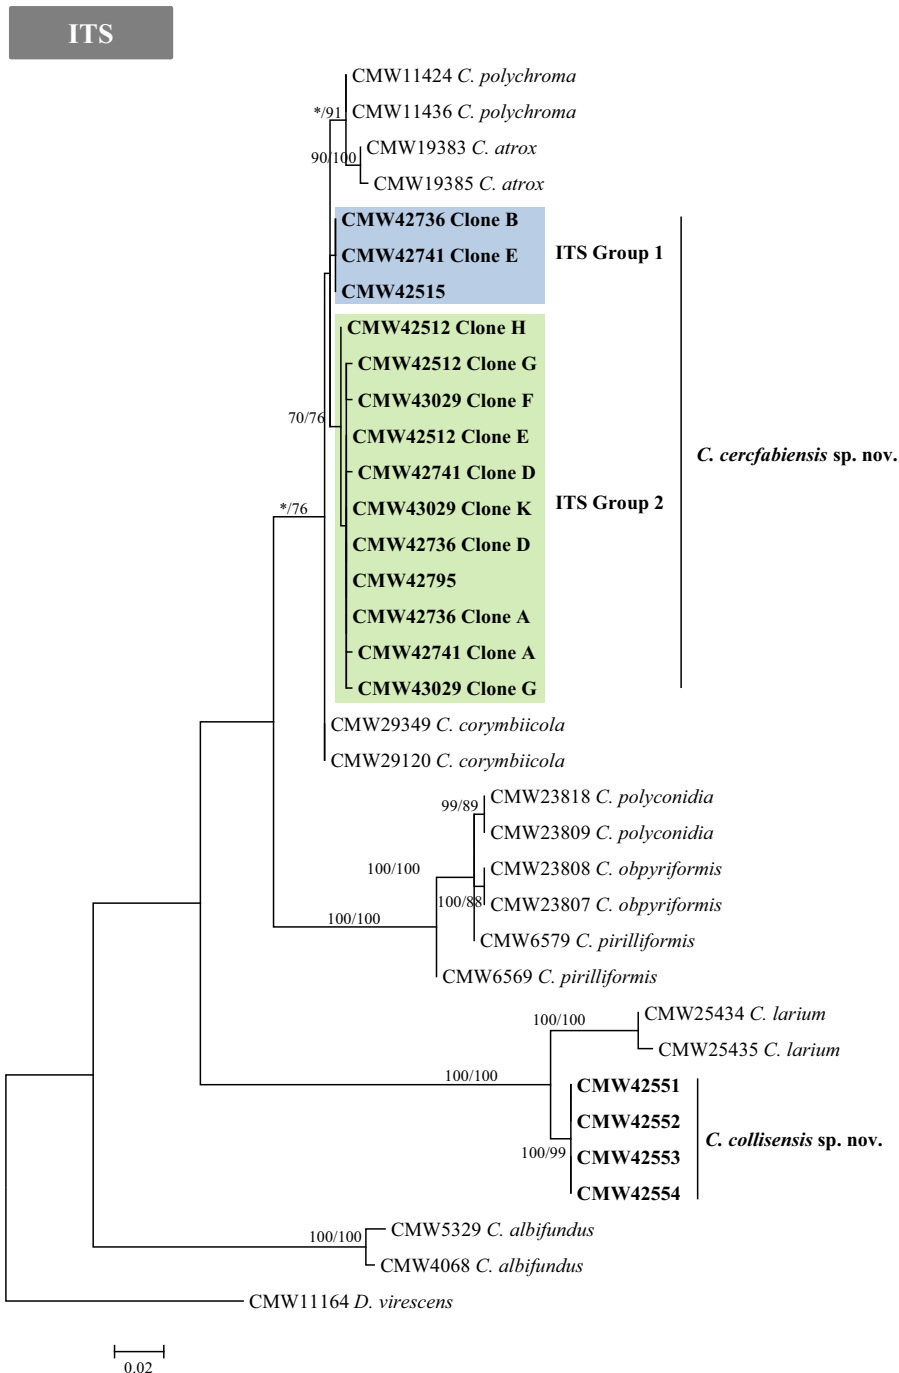 ITS
CMW11424 C. polychroma
*/91
CMW11436 C. polychroma
CMW19383 C. atrox
90/100
CMW19385 C. atrox
CMW42736 Clone B
CMW42741 Clone E
ITS Group 1
CMW42515
CMW42512 Clone H
CMW42512 Clone G
CMW43029 Clone F
70/76
CMW42512 Clone E
C. cercfabiensis sp. nov.
CMW42741 Clone D
CMW43029 Clone K
ITS Group 2
*/76
CMW42736 Clone D
CMW42795
CMW42736 Clone A
CMW42741 Clone A
CMW43029 Clone G
CMW29349 C. corymbiicola
CMW29120 C. corymbiicola
CMW23818 C. polyconidia
99/89
CMW23809 C. polyconidia
100/100
CMW23808 C. obpyriformis
100/88
CMW23807 C. obpyriformis
100/100
CMW6579 C. pirilliformis
CMW6569 C. pirilliformis
CMW25434 C. larium
100/100
CMW25435 C. larium
100/100
CMW42551
CMW42552
C. collisensis sp. nov.
100/99
CMW42553
CMW42554
CMW5329 C. albifundus
100/100
CMW4068 C. albifundus
CMW11164 D. virescens
0.02